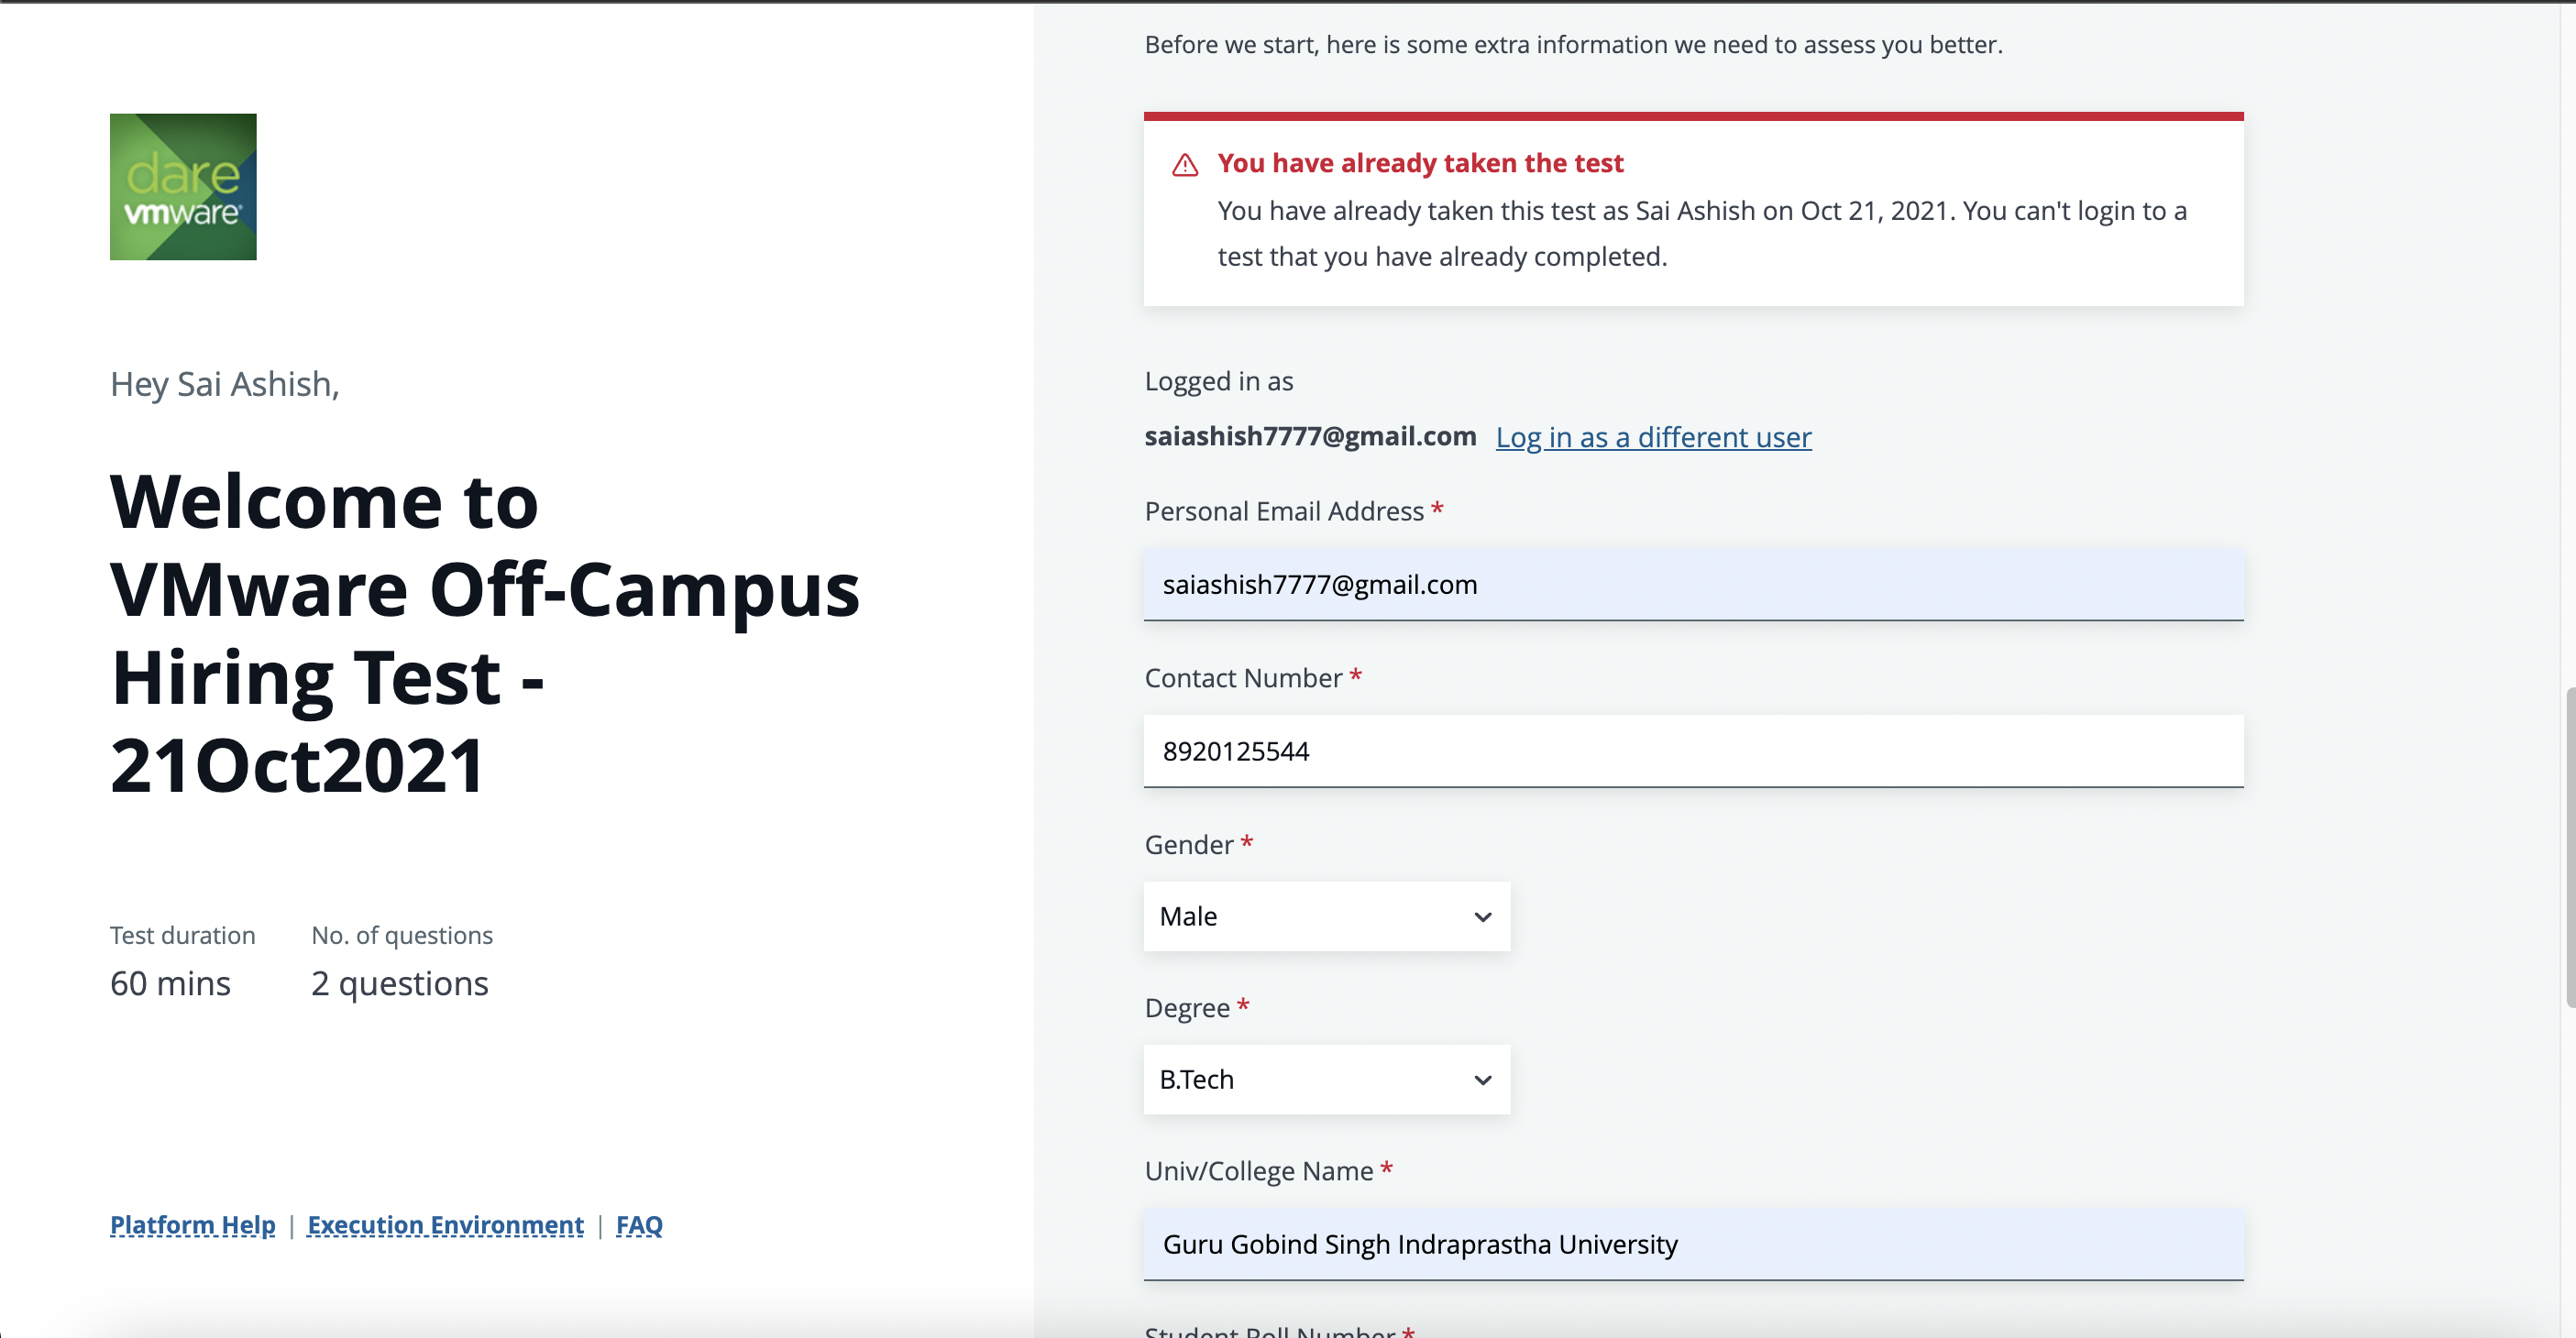 dare
vmware
Hey Sai Ashish,
Welcome to
VMware Off-Campus
Hiring Test -
21Oct2021
Test duration
No. of questions
60 mins
2 questions
Platform Help | Execution Environment | FAQ
Before we start, here is some extra information we need to assess you better.
You have already taken the test
You have already taken this test as Sai Ashish on Oct 21, 2021. You can't login to a
test that you have already completed.
Logged in as
saiashish7777@gmail.com Log in as a different user
Personal Email Address *
saiashish7777@gmail.com
Contact Number *
8920125544
Gender *
Male
Degree *
B.Tech
Univ/College Name *
Guru Gobind Singh Indraprastha University
Student Roll Number *